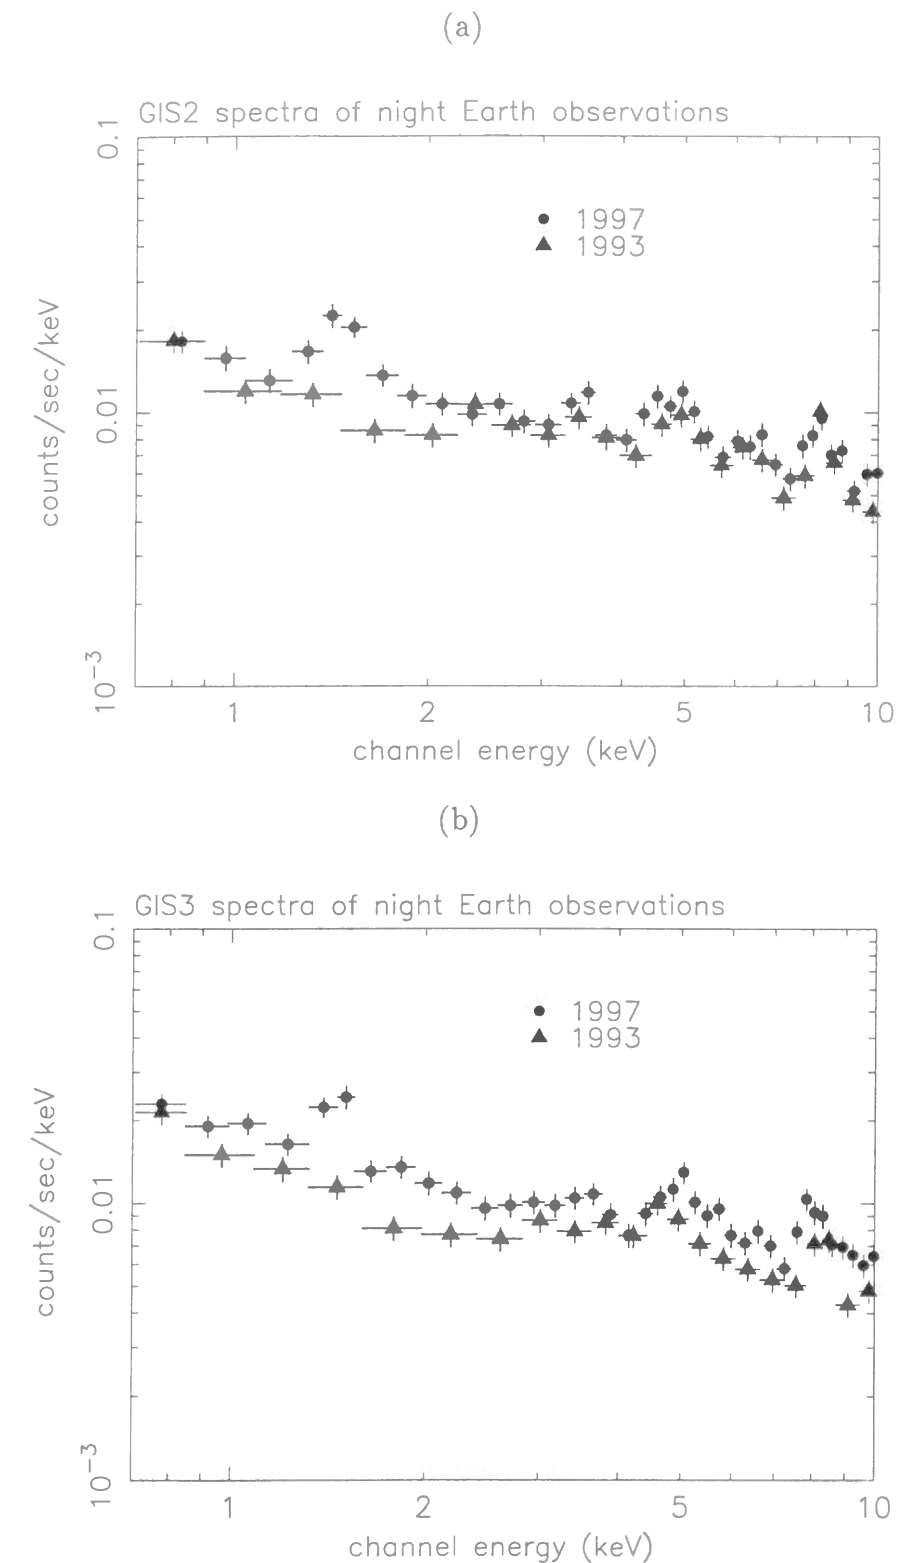 (a)
GIS2 spectra of night Earth observations
0.1
1997
1993
0.01
counts/sec/keV
10⁻³
1 2 5 10
channel energy (keV)
(b)
GIS3 spectra of night Earth observations
0.1
1997
1993
0.01
counts/sec/keV
10⁻³
1 2 5 10
channel energy (keV)